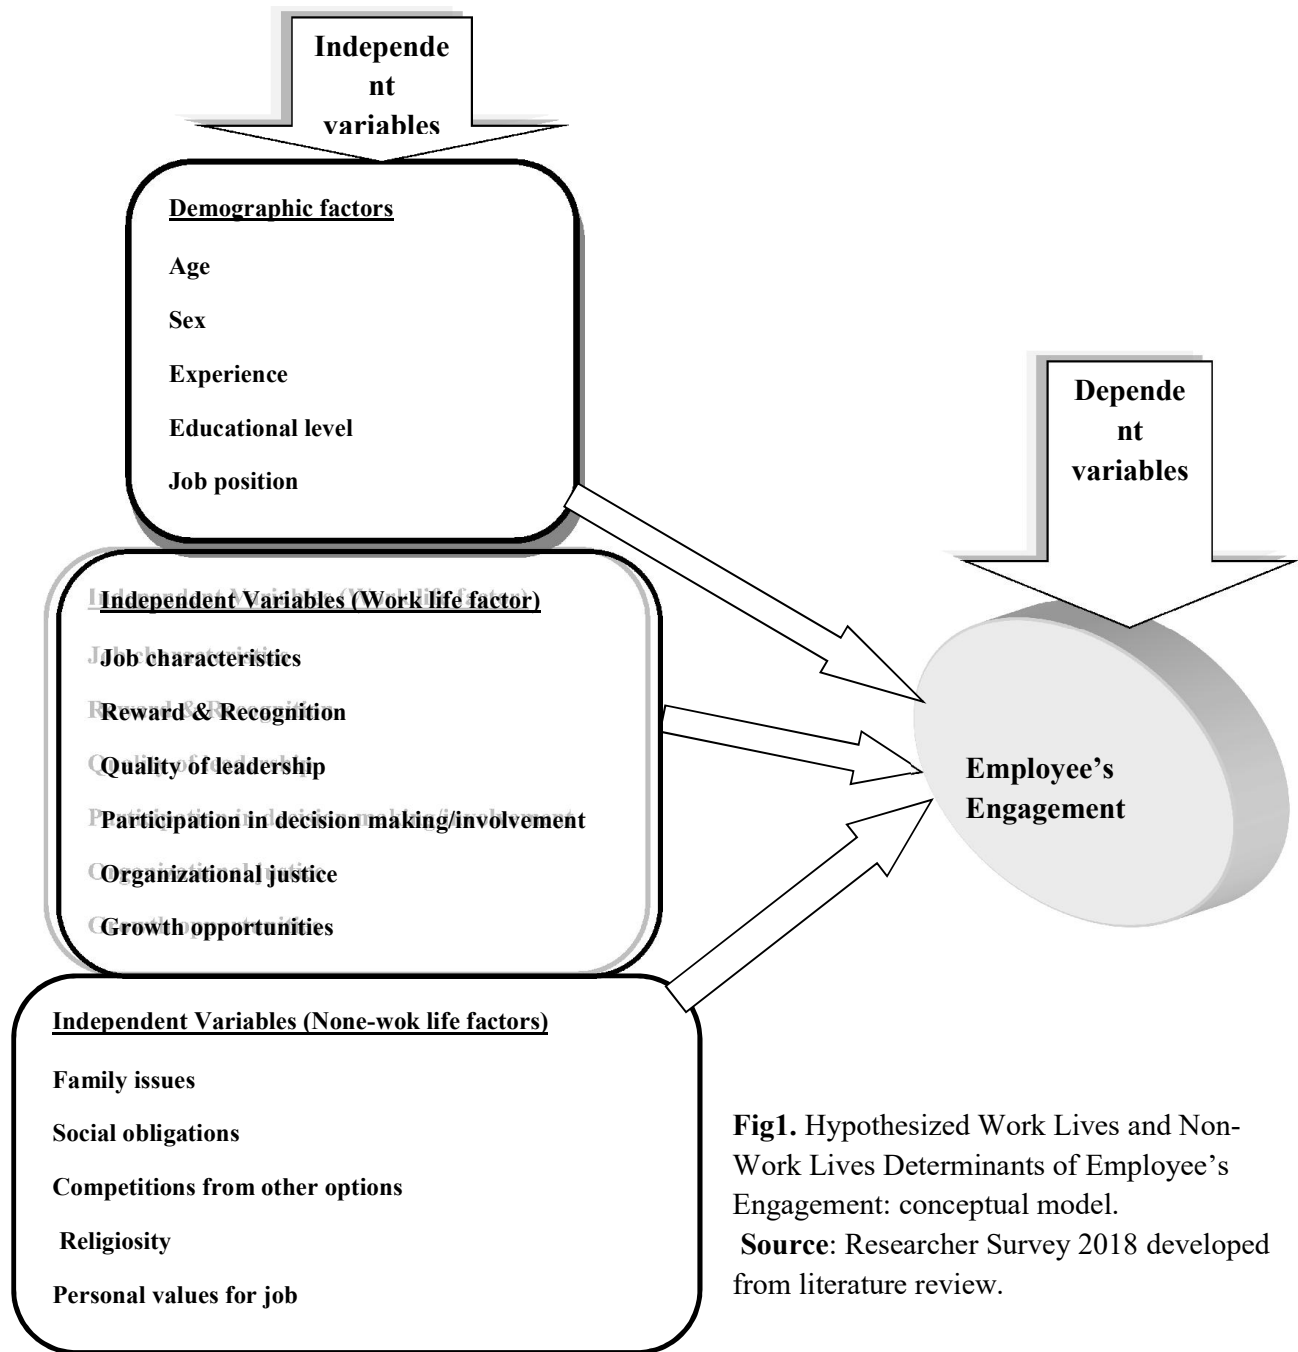 Independe
nt
variables
Demographic factors
Age
Sex
Experience
Educational level
Job position
Depende
nt
variables
Independent Variables (Work life factor)
Job characteristics
Reward & Recognition
Quality of leadership
Participation in decision making/involvement
Organizational justice
Growth opportunities
Employee’s
Engagement
Independent Variables (None-wok life factors)
Family issues
Social obligations
Competitions from other options
Religiosity
Personal values for job
Fig1. Hypothesized Work Lives and Non-
Work Lives Determinants of Employee’s
Engagement: conceptual model.
Source: Researcher Survey 2018 developed
from literature review.